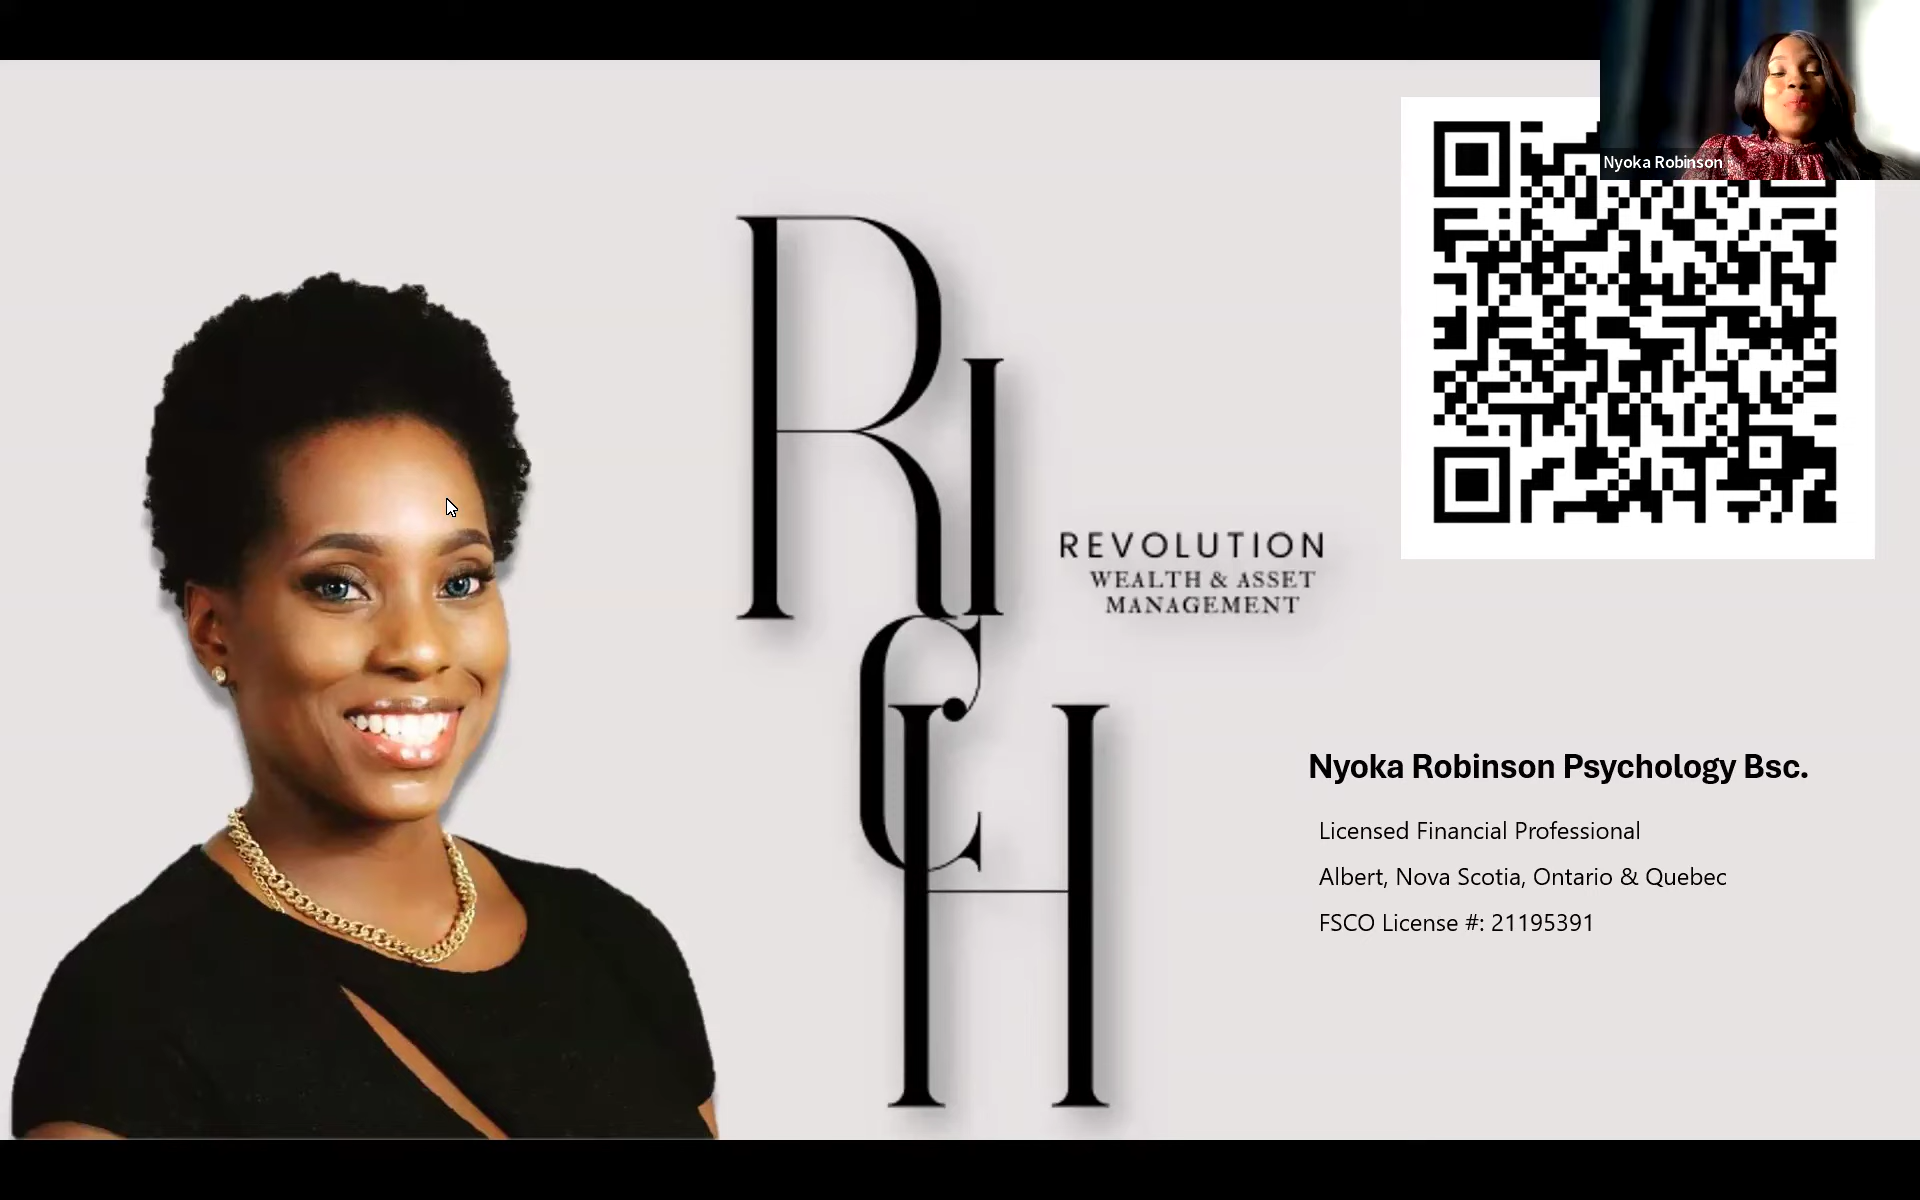 Nyoka Robinson
RICH
REVOLUTION
WEALTH & ASSET
MANAGEMENT
Nyoka Robinson Psychology Bsc.
Licensed Financial Professional
Albert, Nova Scotia, Ontario & Quebec
FSCO License #: 21195391